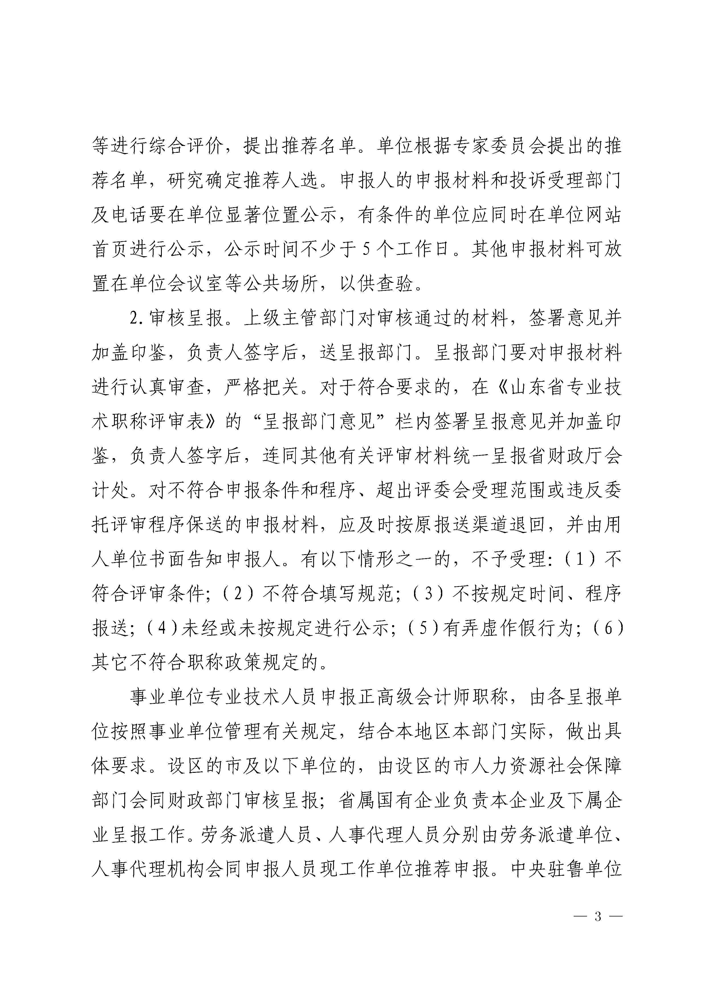 等进行综合评价，提出推荐名单。单位根据专家委员会提出的推
荐名单，研究确定推荐人选。申报人的申报材料和投诉受理部门
及电话要在单位显著位置公示，有条件的单位应同时在单位网站
首页进行公示，公示时间不少于 5 个工作日。其他申报材料可放
置在单位会议室等公共场所，以供查验。
2. 审核呈报。上级主管部门对审核通过的材料，签署意见并
加盖印鉴，负责人签字后，送呈报部门。呈报部门要对申报材料
进行认真审查，严格把关。对于符合要求的，在《山东省专业技
术职称评审表》的“呈报部门意见”栏内签署呈报意见并加盖印
鉴，负责人签字后，连同其他有关评审材料统一呈报省财政厅会
计处。对不符合申报条件和程序、超出评委会受理范围或违反委
托评审程序保送的申报材料，应及时按原报送渠道退回，并由用
人单位书面告知申报人。有以下情形之一的，不予受理：（1）不
符合评审条件；（2）不符合填写规范；（3）不按规定时间、程序
报送；（4）未经或未按规定进行公示；（5）有弄虚作假行为；（6）
其它不符合职称政策规定的。
事业单位专业技术人员申报正高级会计师职称，由各呈报单
位按照事业单位管理有关规定，结合本地区本部门实际，做出具
体要求。设区的市及以下单位的，由设区的市人力资源社会保障
部门会同财政部门审核呈报；省属国有企业负责本企业及下属企
业呈报工作。劳务派遣人员、人事代理人员分别由劳务派遣单位、
人事代理机构会同申报人员现工作单位推荐申报。中央驻鲁单位
— 3 —